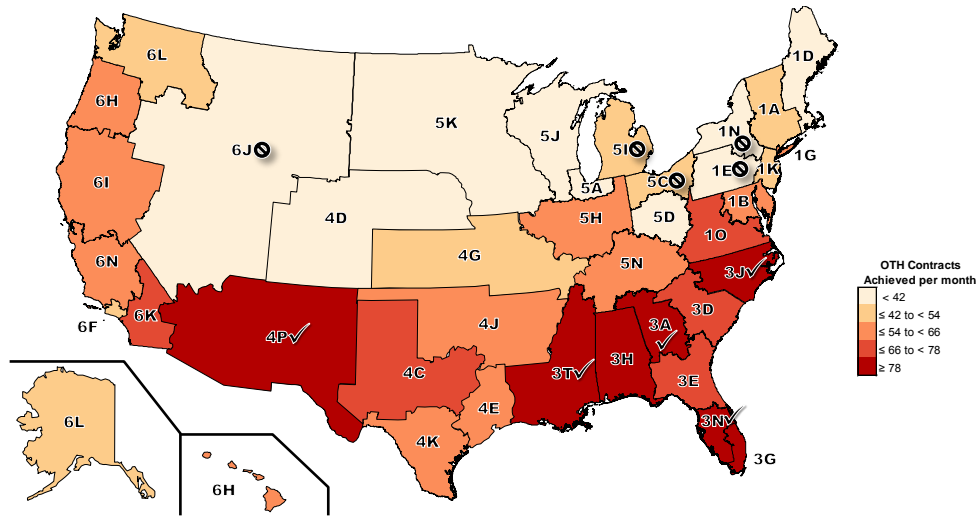 1D
6L
1A
6H
1N
5K
5J
6J
5I
1G
1E
1K
5C
6I
5A
1B
4D
5H
5D
1O
4G
6N
5N
3J
OTH Contracts
Achieved per month
< 42
≤ 42 to < 54
≤ 54 to < 66
≤ 66 to < 78
≥ 78
6K
3D
6F
4J
3A
4P
3H
4C
3T
3E
4E
3N
6L
4K
3G
6H